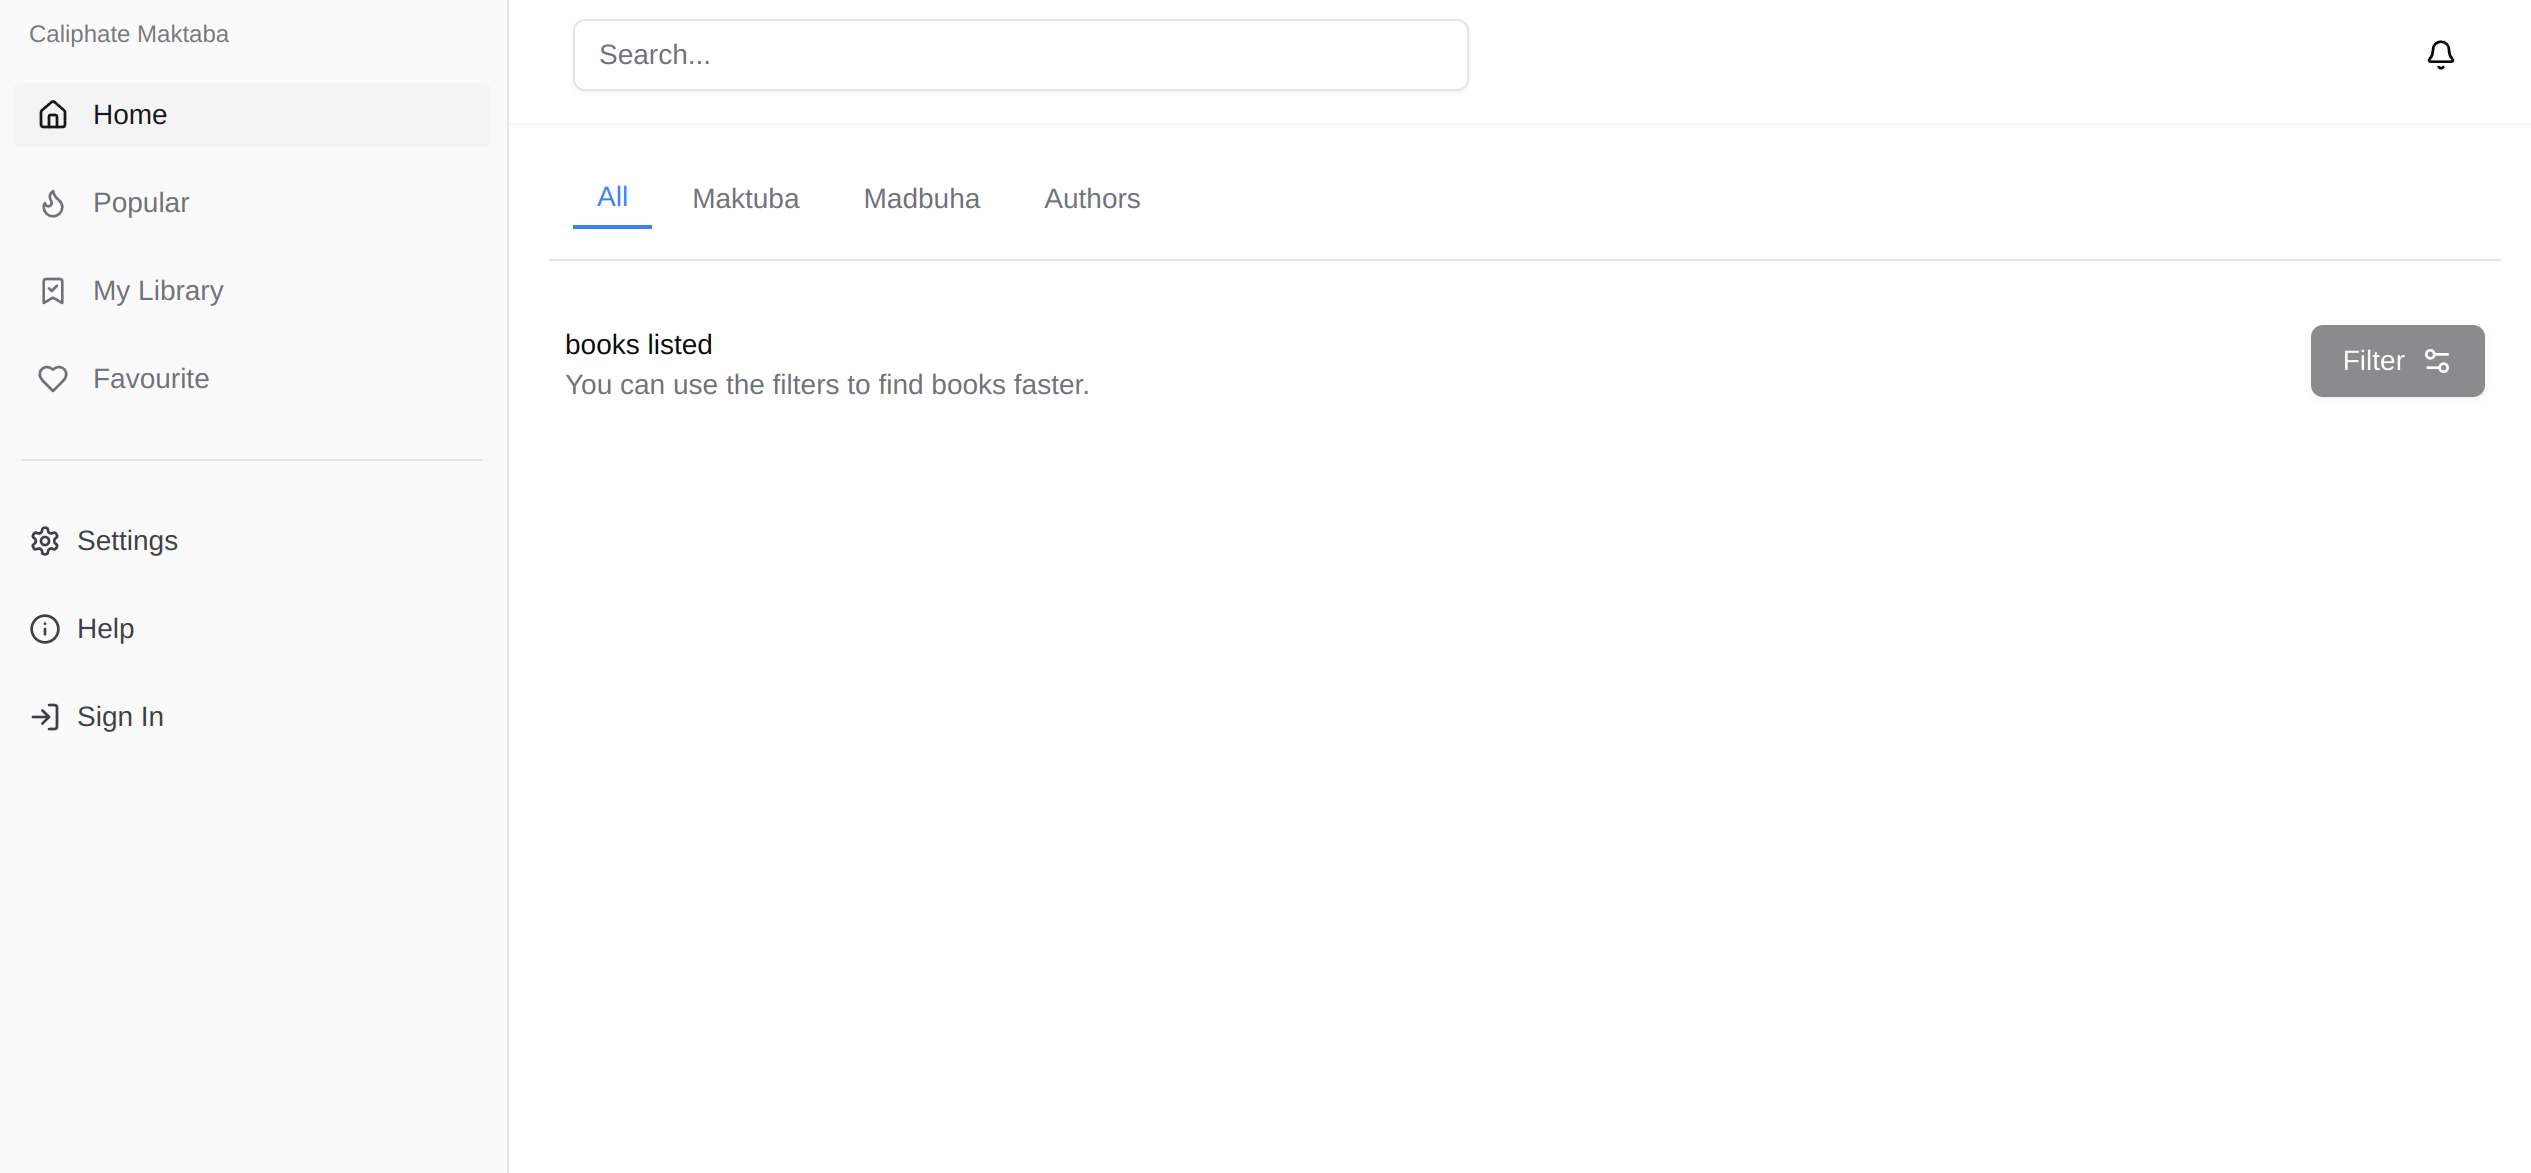 Caliphate Maktaba
Home
Popular
My Library
Favourite
Settings
Help
Sign In
Search...
All
Maktuba
Madbuha
Authors
books listed
You can use the filters to find books faster.
Filter